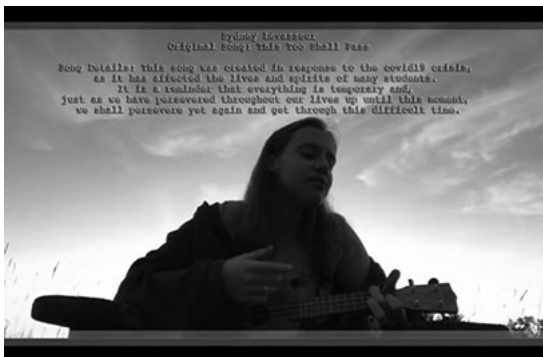 Sydney Levasseur
Original Song: This Too Shall Pass
Song Details: This song was created in response to the covid19 crisis,
as it has affected the lives and spirits of many students.
It is a reminder that everything is temporary and,
just as we have persevered throughout our lives up until this moment,
we shall persevere yet again and get through this difficult time.